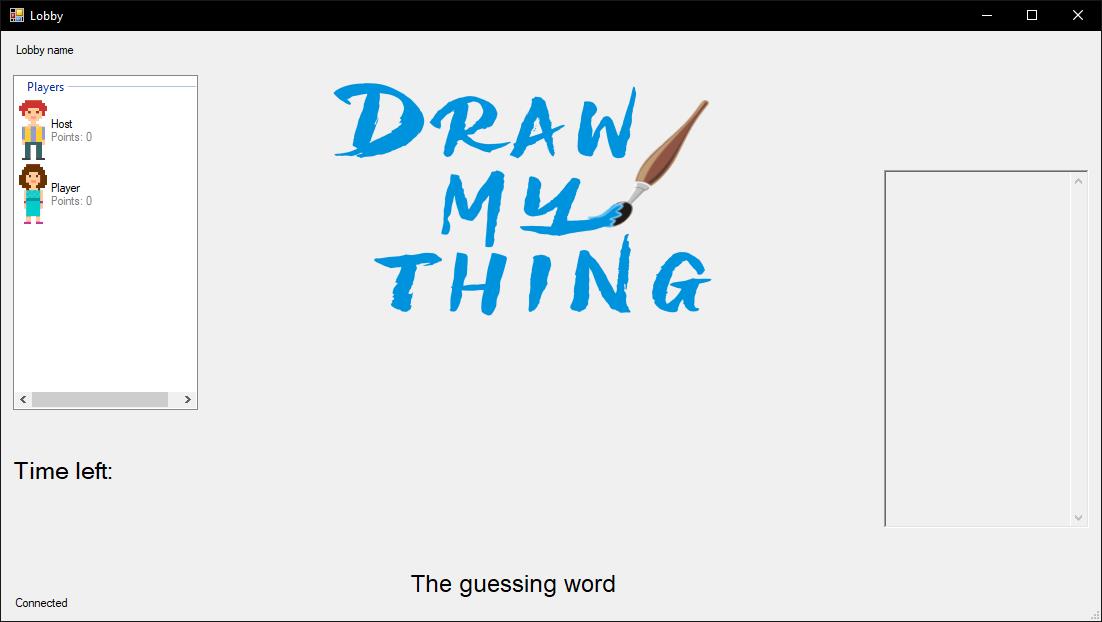 Lobby
Lobby name
Players
Host
Points: 0
Player
Points: 0
DRAW
MY
THING
Time left:
The guessing word
Connected